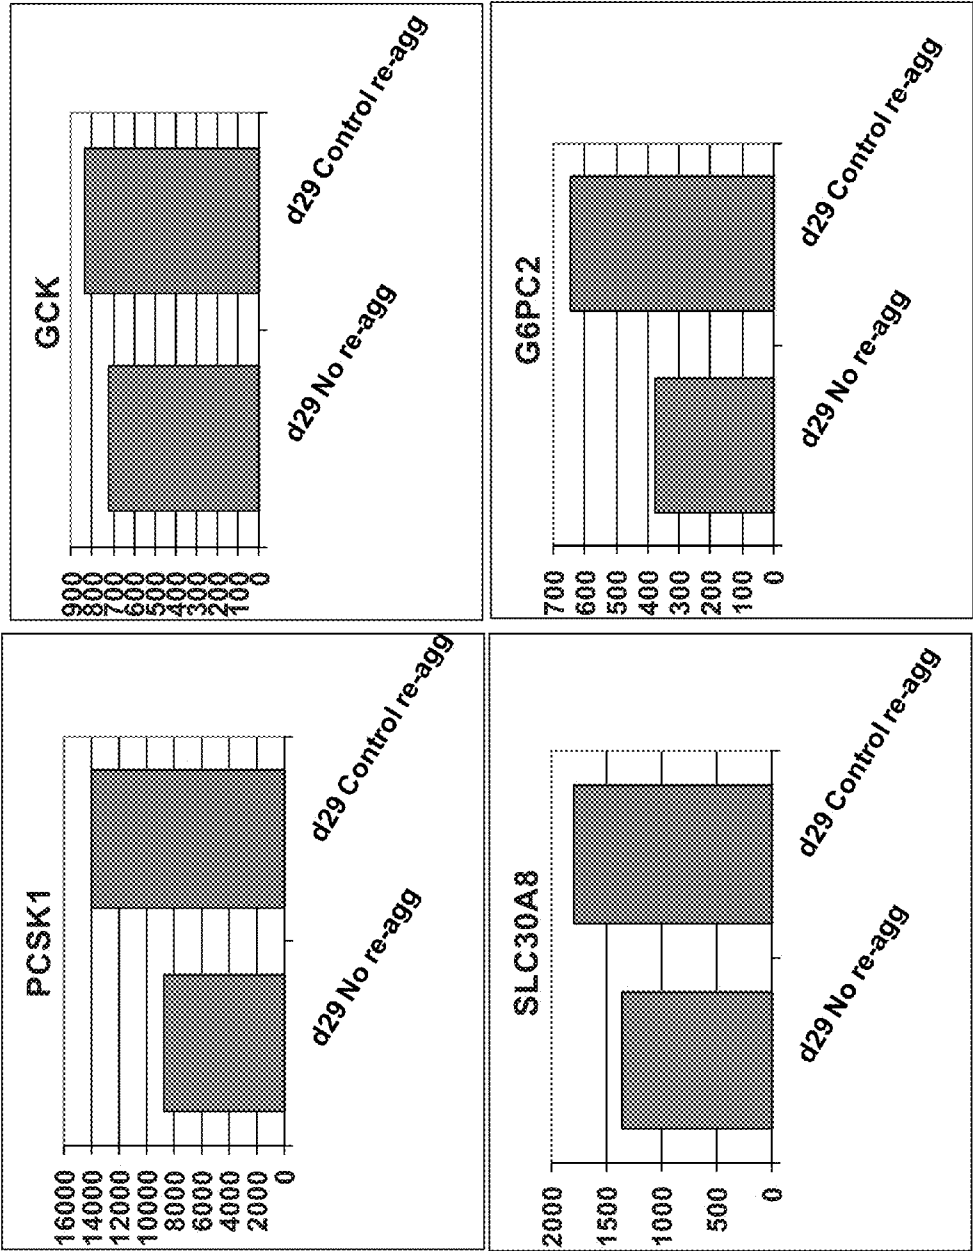 PCSK1
16000
14000
12000
10000
8000
6000
4000
2000
0
d29 No re-agg
d29 Control re-agg
GCK
900
800
700
600
500
400
300
200
100
0
d29 No re-agg
d29 Control re-agg
SLC30A8
2000
1500
1000
500
0
d29 No re-agg
d29 Control re-agg
G6PC2
700
600
500
400
300
200
100
0
d29 No re-agg
d29 Control re-agg